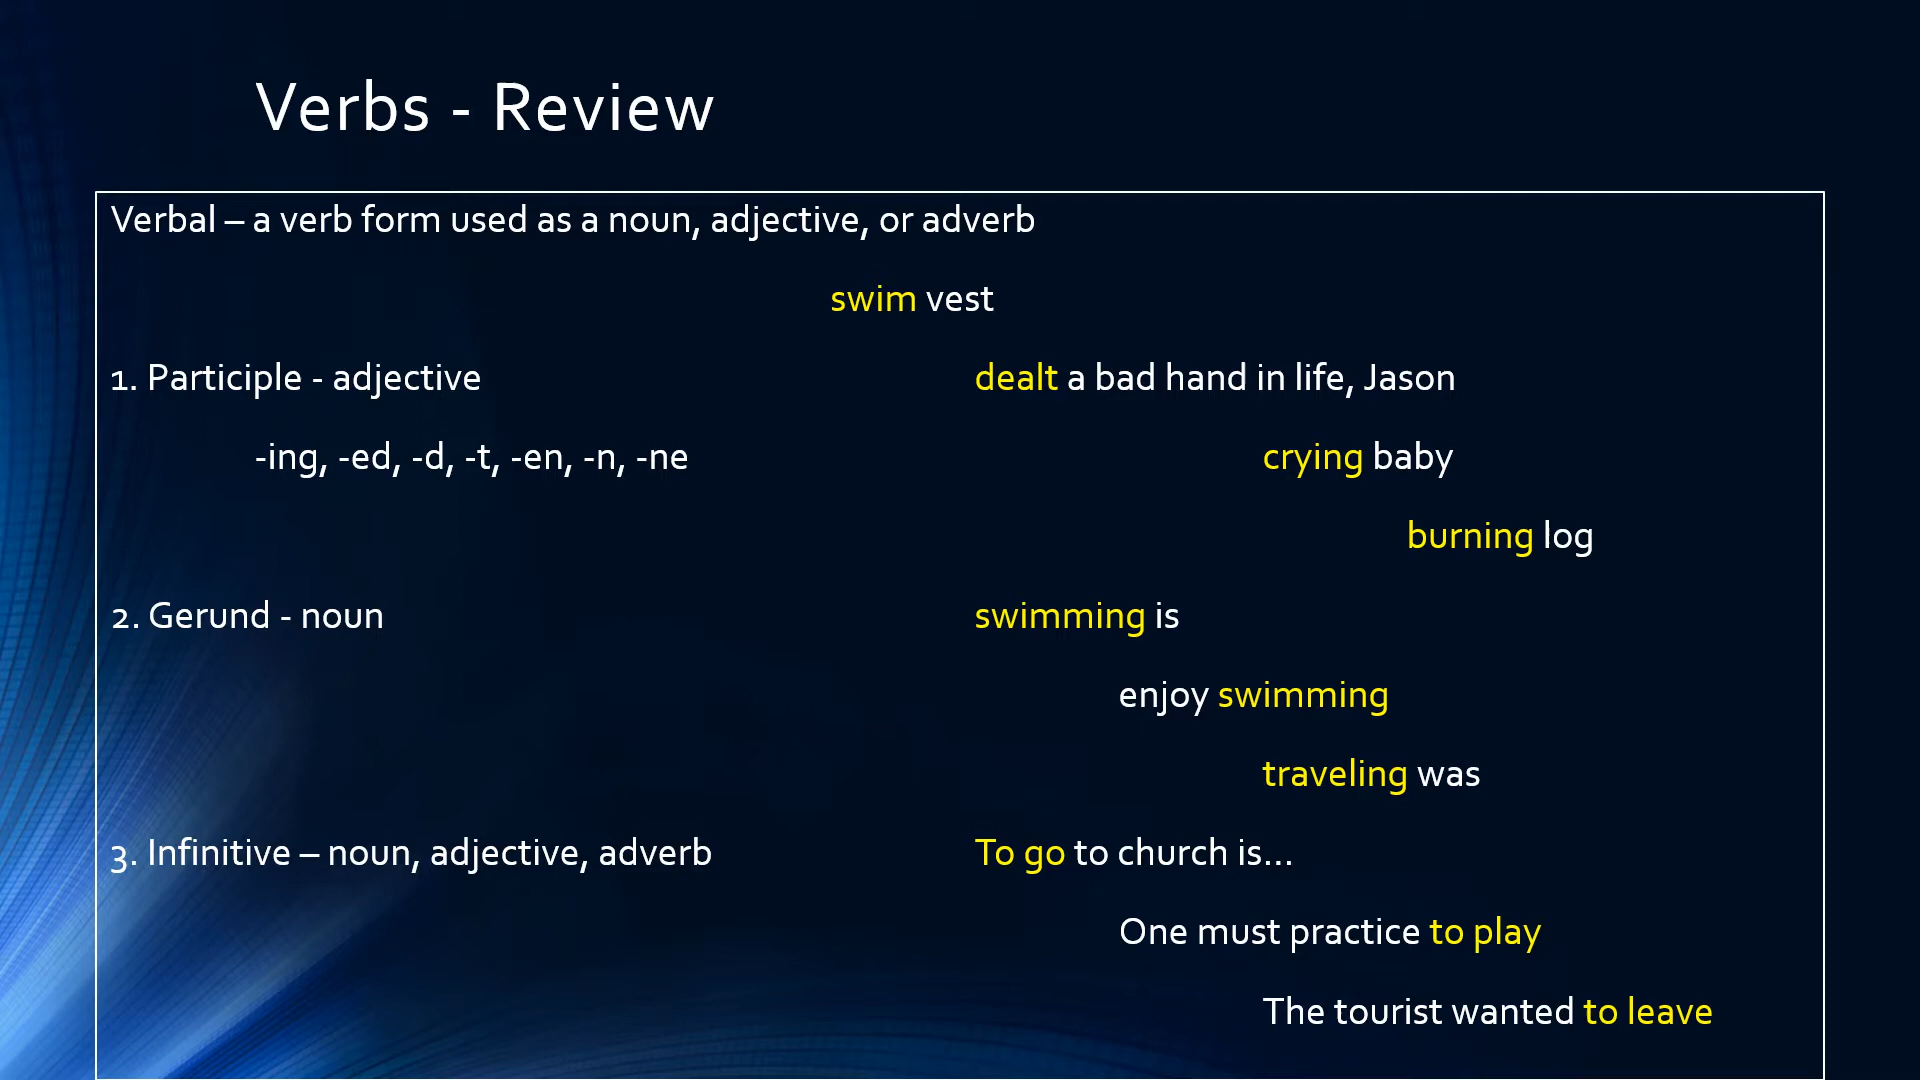 Verbs - Review
Verbal – a verb form used as a noun, adjective, or adverb
swim vest
1. Participle - adjective dealt a bad hand in life, Jason
-ing, -ed, -d, -t, -en, -n, -ne crying baby
burning log
2. Gerund - noun swimming is
enjoy swimming
traveling was
3. Infinitive – noun, adjective, adverb To go to church is...
One must practice to play
The tourist wanted to leave